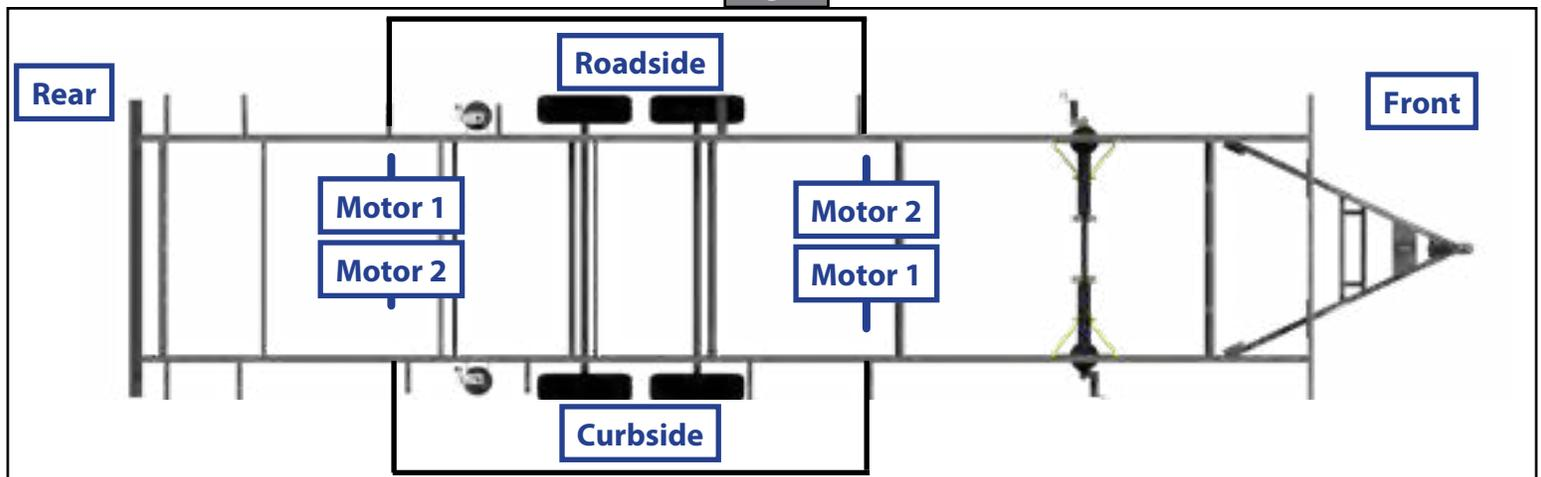 Roadside
Rear
Front
Motor 1
Motor 2
Motor 2
Motor 1
Curbside